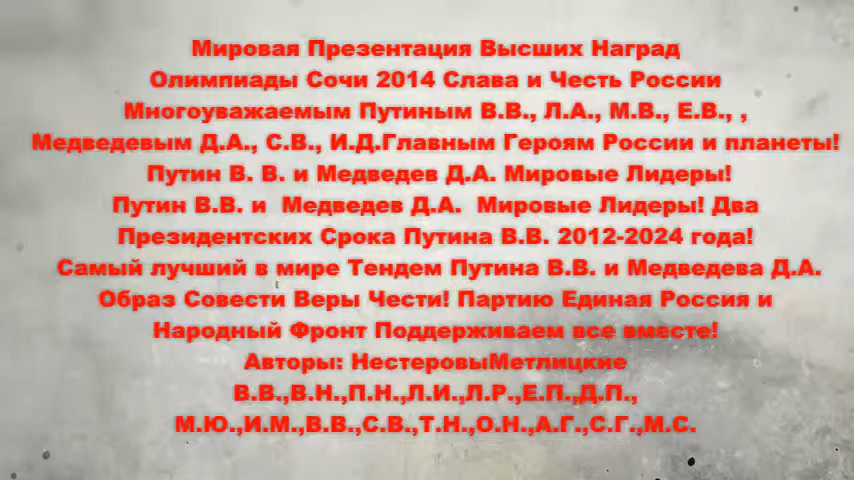 Мировая Презентация Высших Наград
Олимпиады Сочи 2014 Слава и Честь России
Многоуважаемым Путиным В.В., Л.А., М.В., Е.В., ,
Медведевым Д.А., С.В., И.Д.Главным Героям России и планеты!
Путин В. В. и Медведев Д.А. Мировые Лидеры!
Путин В.В. и  Медведев Д.А.  Мировые Лидеры! Два
Президентских Срока Путина В.В. 2012-2024 года!
Самый лучший в мире Тендем Путина В.В. и Медведева Д.А.
Образ Совести Веры Чести! Партию Единая Россия и
Народный Фронт Поддерживаем все вместе!
Авторы: НестеровыМетлицкие
В.В.,В.Н.,П.Н.,Л.И.,Л.Р.,Е.П.,Д.П.,
М.Ю.,И.М.,В.В.,С.В.,Т.Н.,О.Н.,А.Г.,С.Г.,М.С.